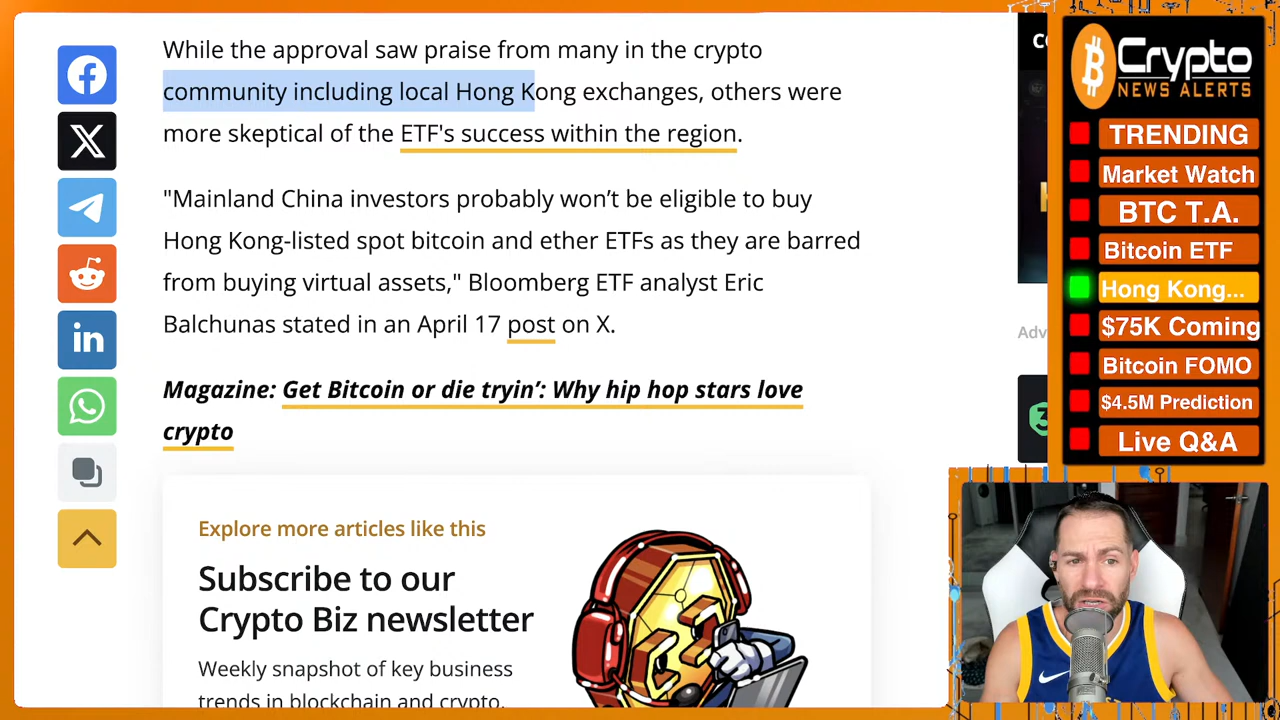 While the approval saw praise from many in the crypto
community including local Hong Kong exchanges, others were
more skeptical of the ETF's success within the region.
"Mainland China investors probably won’t be eligible to buy
Hong Kong-listed spot bitcoin and ether ETFs as they are barred
from buying virtual assets," Bloomberg ETF analyst Eric
Balchunas stated in an April 17 post on X.
Magazine: Get Bitcoin or die tryin’: Why hip hop stars love
crypto
Explore more articles like this
Subscribe to our
Crypto Biz newsletter
Weekly snapshot of key business
trends in blockchain and crypto,
Crypto
NEWS ALERTS
TRENDING
Market Watch
BTC T.A.
Bitcoin ETF
Hong Kong...
$75K Coming
Bitcoin FOMO
$4.5M Prediction
Live Q&A